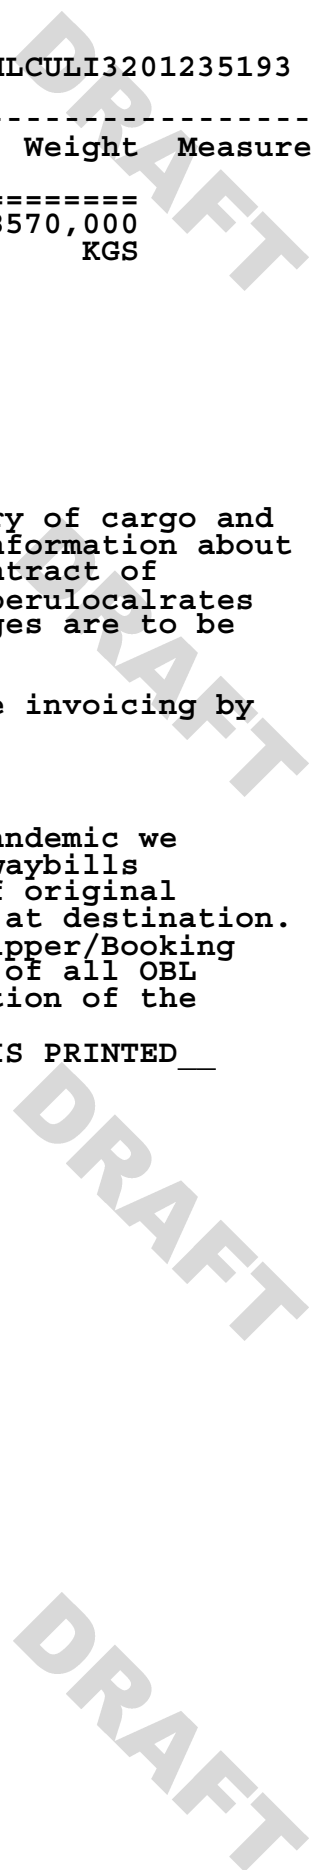 DRAFT
HLCULI3201235193
-----------------
Weight Measure
========
3570,000
KGS
ry of cargo and
nformation about
ntract of
perulocalrates
ges are to be
DRAFT
e invoicing by
andemic we
waybills
f original
at destination.
ipper/Booking
of all OBL
tion of the
IS PRINTED__
DRAFT
DRAFT